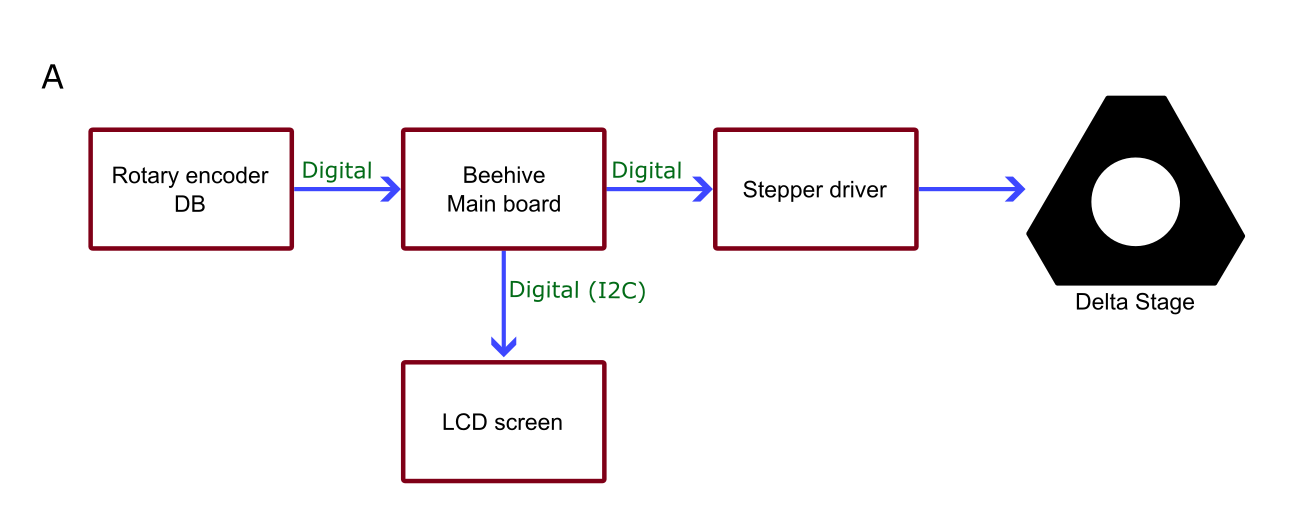 A
Rotary encoder
DB
Digital
Beehive
Main board
Digital
Stepper driver
Delta Stage
Digital (I2C)
LCD screen